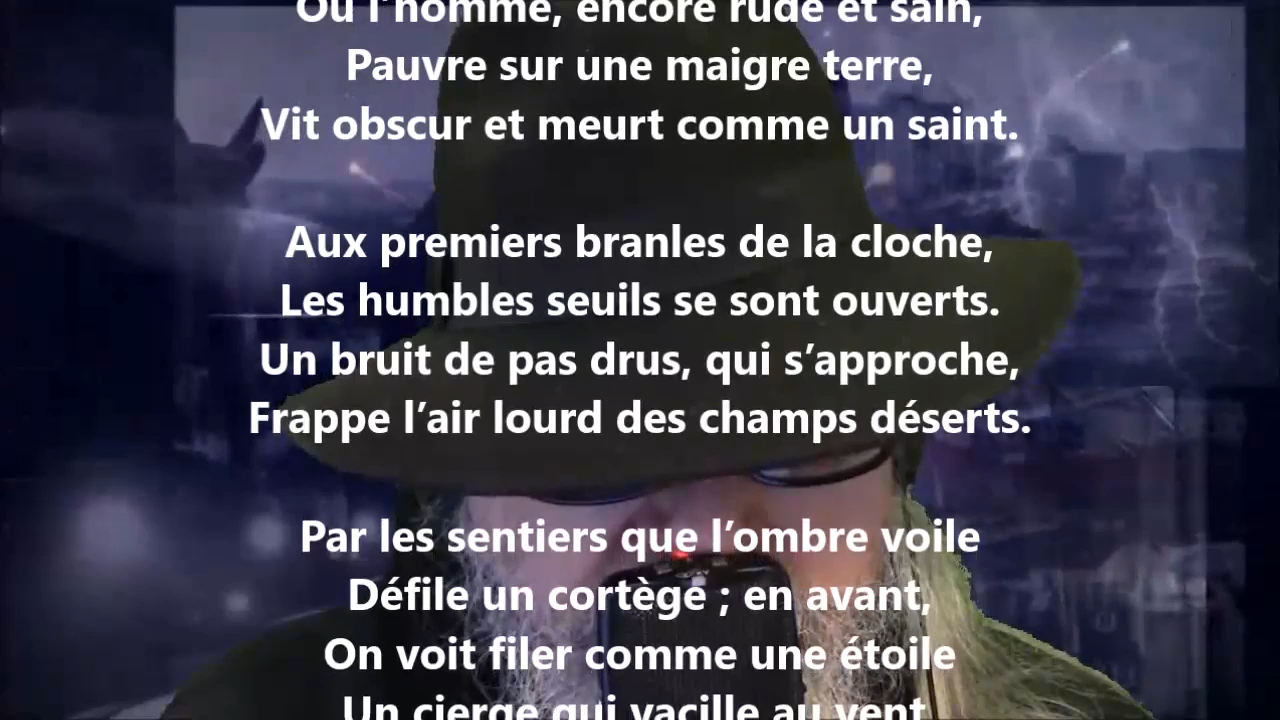 Où l’homme, encore rude et sain,
Pauvre sur une maigre terre,
Vit obscur et meurt comme un saint.
Aux premiers branles de la cloche,
Les humbles seuils se sont ouverts.
Un bruit de pas drus, qui s’approche,
Frappe l’air lourd des champs déserts.
Par les sentiers que l’ombre voile
Défile un cortège ; en avant,
On voit filer comme une étoile
Un cierge qui vacille au vent